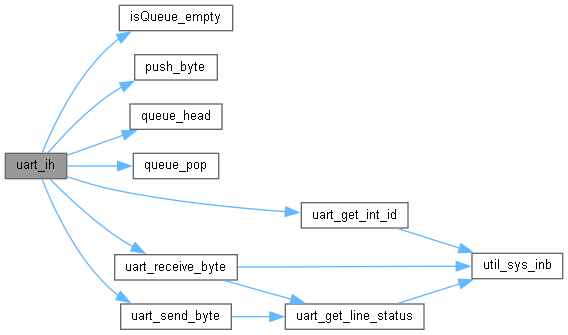 isQueue_empty
push_byte
queue_head
uart_ih
queue_pop
uart_get_int_id
uart_receive_byte
util_sys_inb
uart_send_byte
uart_get_line_status